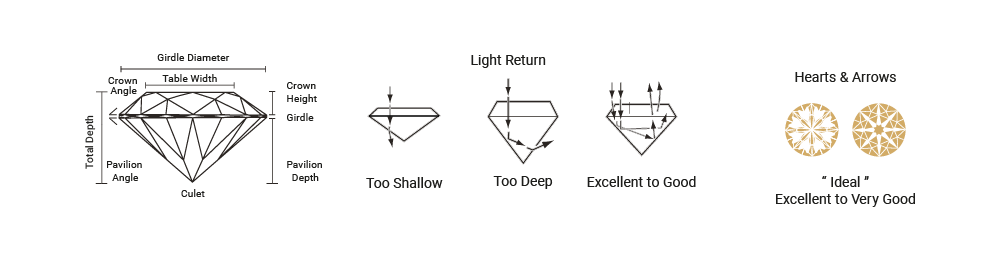 Girdle Diameter
Table Width
Crown
Angle
Crown
Height
Girdle
Total Depth
Pavilion
Angle
Pavilion
Depth
Culet
Light Return
Too Shallow
Too Deep
Excellent to Good
Hearts & Arrows
“ Ideal ”
Excellent to Very Good